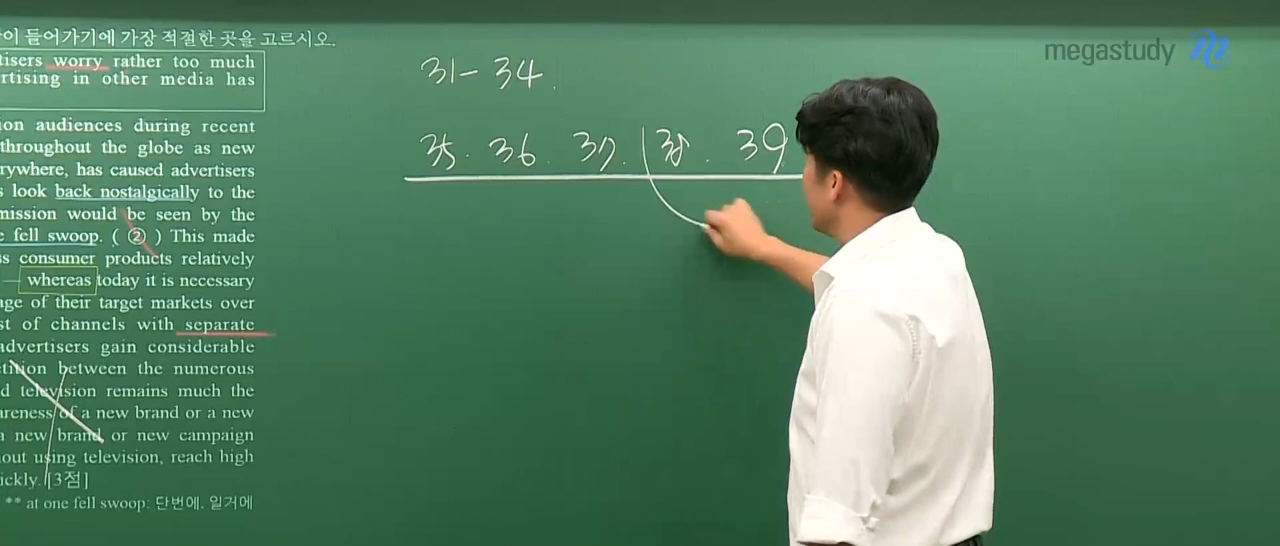 이 들어가기에 가장 적절한 곳을 고르시오.
tisers worry rather too much
rtising in other media has
ion audiences during recent
throughout the globe as new
rywhere, has caused advertisers
s look back nostalgically to the
mission would be seen by the
e fell swoop. ( ② ) This made
ss consumer products relatively
— whereas today it is necessary
age of their target markets over
st of channels with separate
advertisers gain considerable
tition between the numerous
d television remains much the
areness of a new brand or a new
a new brand or new campaign
out using television, reach high
ickly. [3점]
** at one fell swoop: 단번에, 일거에
31- 34.
35. 36. 37. 38. 39
megastudy